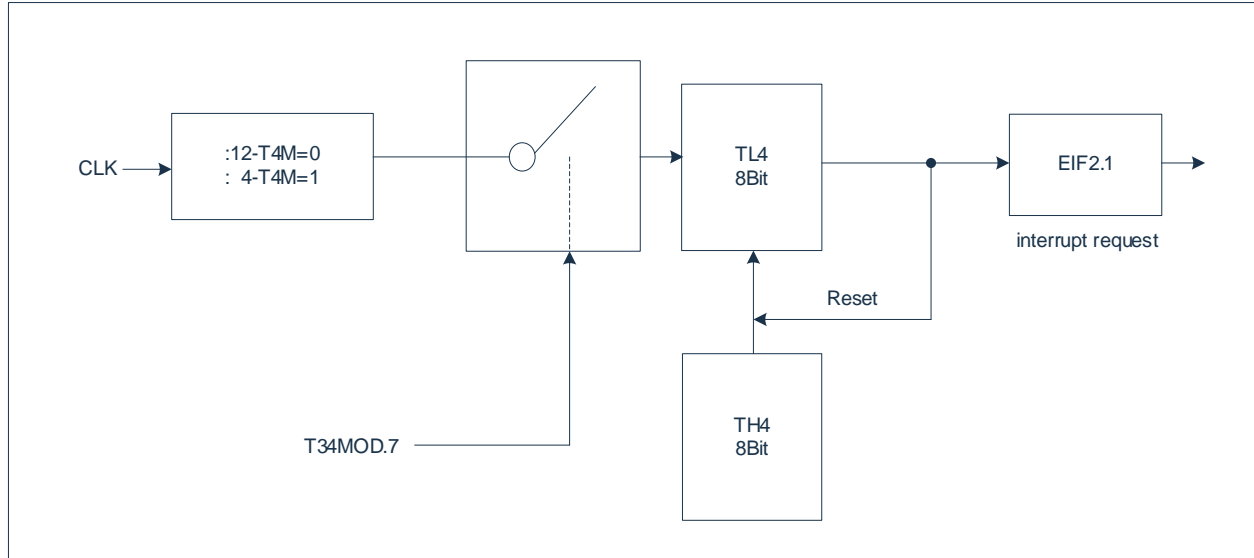 CLK
:12-T4M=0
:  4-T4M=1
TL4
8Bit
EIF2.1
interrupt request
Reset
TH4
8Bit
T34MOD.7